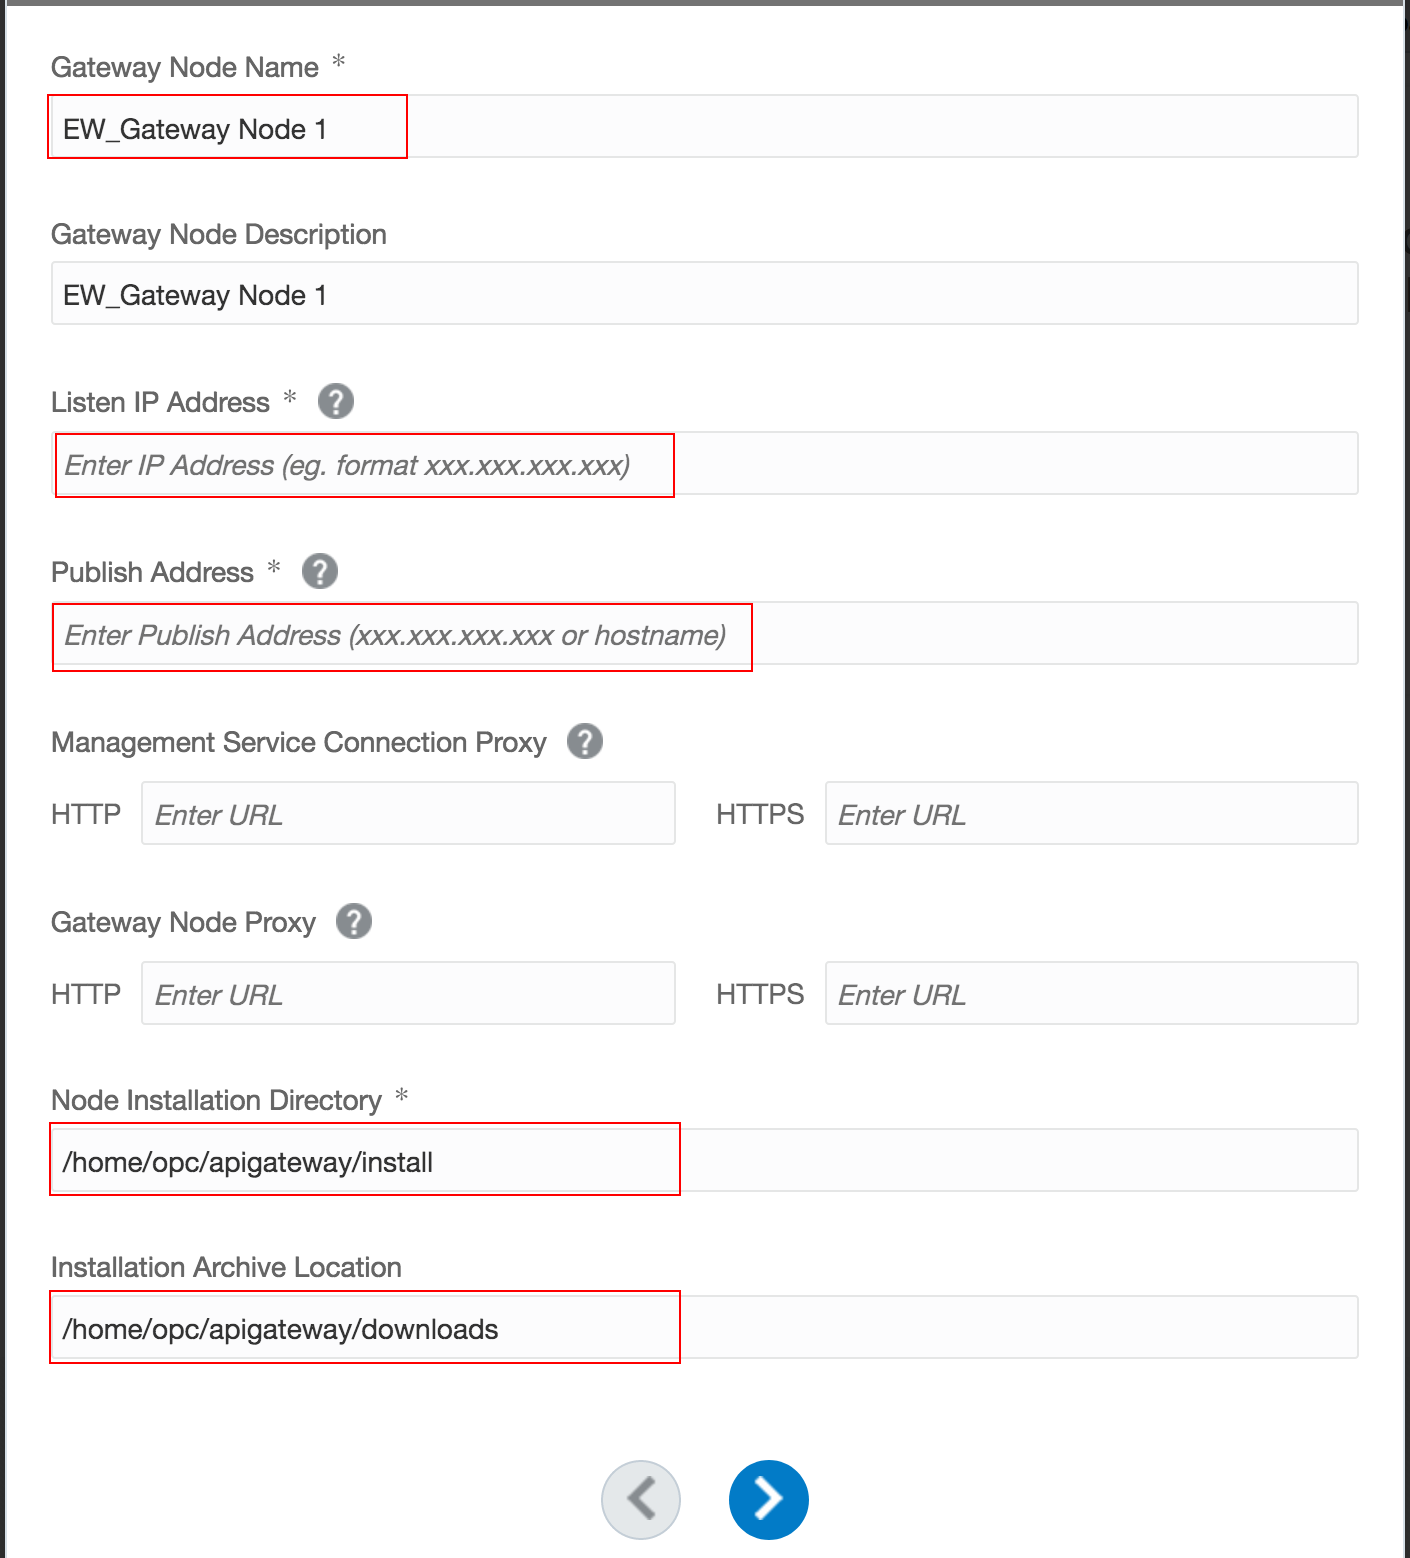 Gateway Node Name *
EW_Gateway Node 1
Gateway Node Description
EW_Gateway Node 1
Listen IP Address * ?
Enter IP Address (eg. format xxx.xxx.xxx.xxx)
Publish Address * ?
Enter Publish Address (xxx.xxx.xxx.xxx or hostname)
Management Service Connection Proxy ?
HTTP Enter URL HTTPS Enter URL
Gateway Node Proxy ?
HTTP Enter URL HTTPS Enter URL
Node Installation Directory *
/home/opc/apigateway/install
Installation Archive Location
/home/opc/apigateway/downloads